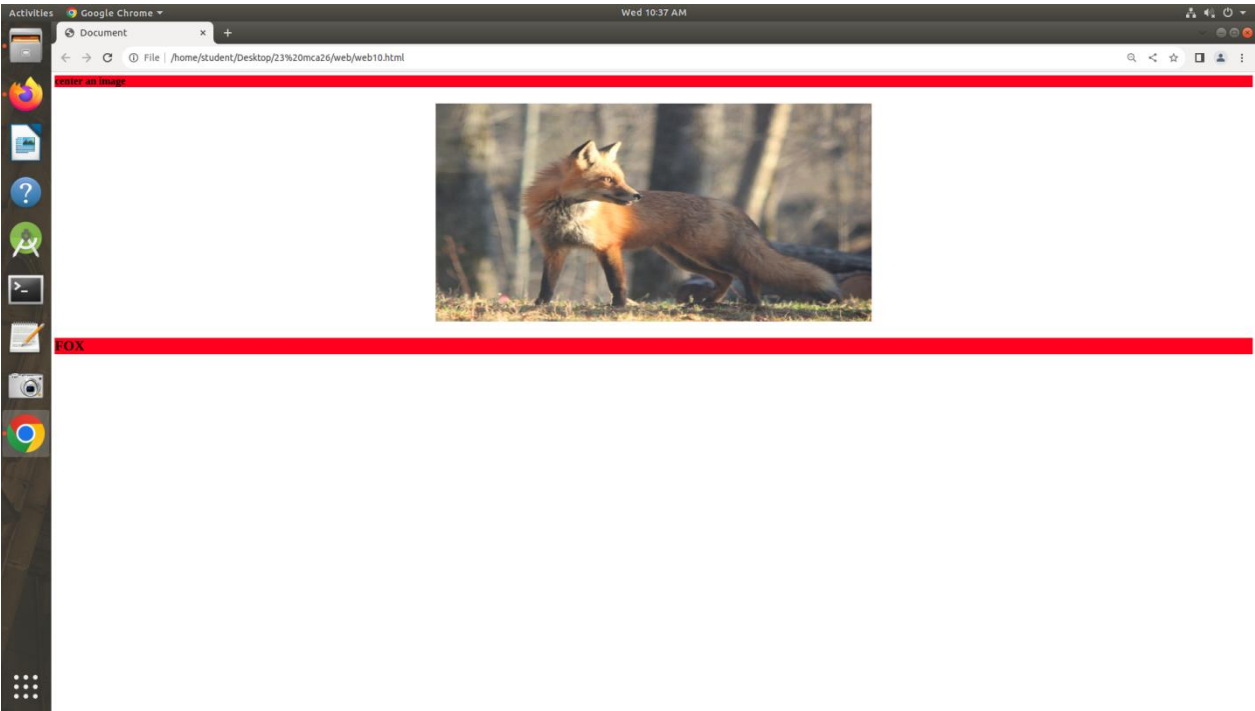 Activities Google Chrome Wed 10:37 AM
Document
File /home/student/Desktop/23%20mca26/web/web10.html
center an image
FOX